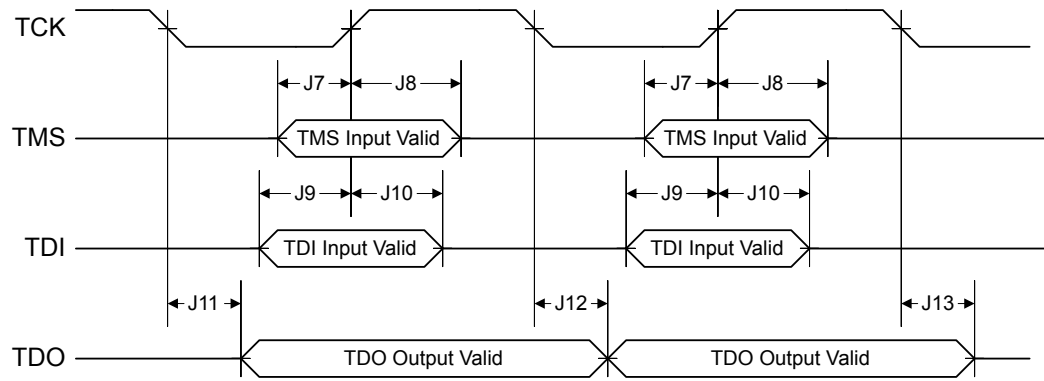 TCK
J7 J8 J7 J8
TMS TMS Input Valid TMS Input Valid
J9 J10 J9 J10
TDI TDI Input Valid TDI Input Valid
J11 J12 J13
TDO TDO Output Valid TDO Output Valid